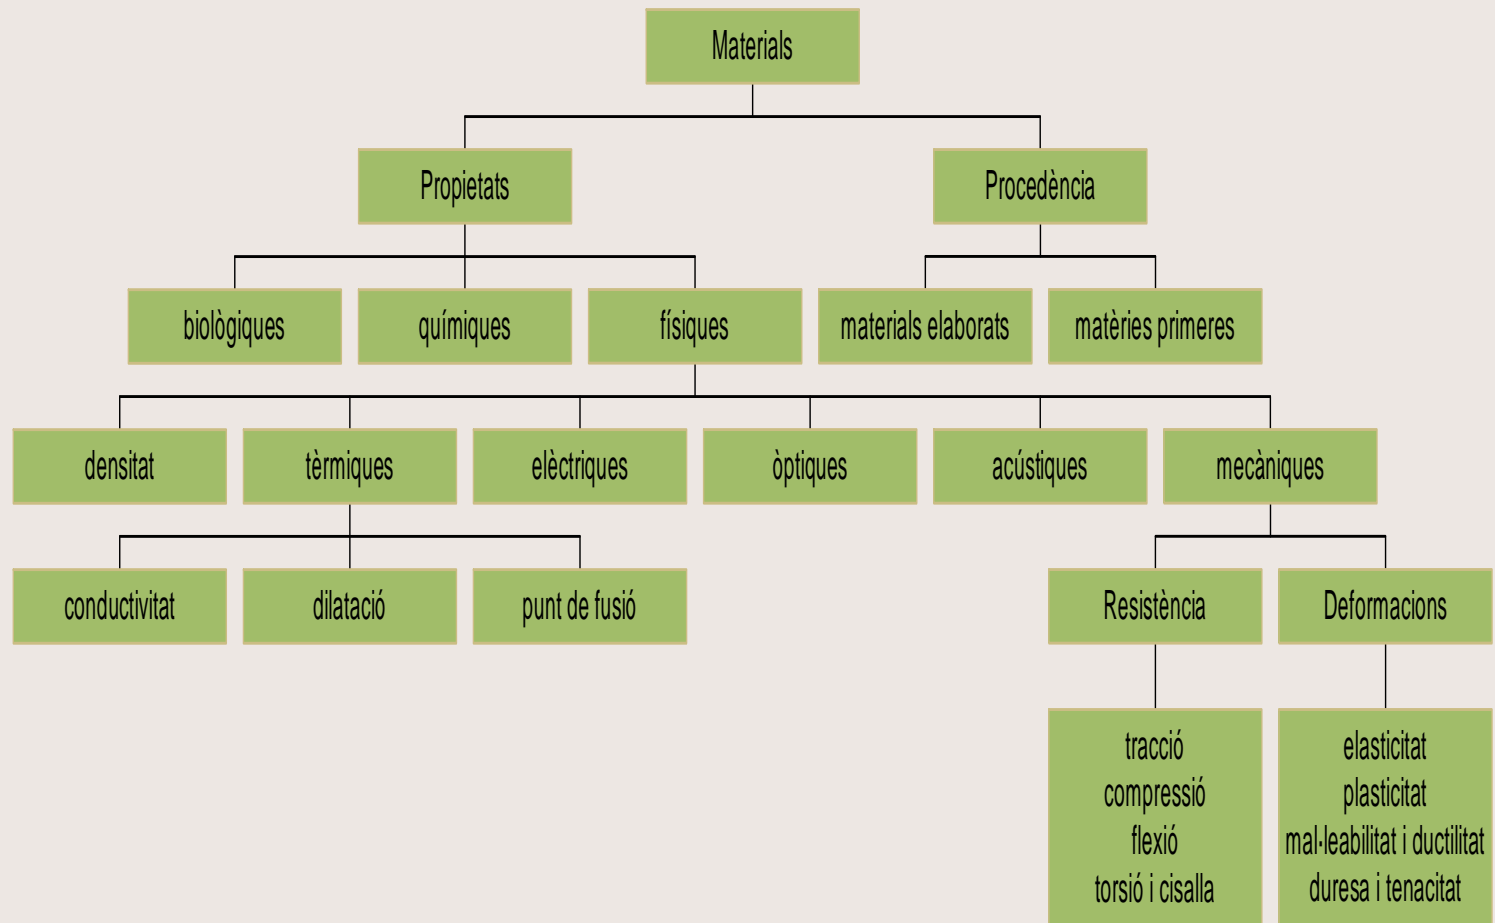 Materials
Propietats
Procedència
biològiques
químiques
físiques
materials elaborats
matèries primeres
densitat
tèrmiques
elèctriques
òptiques
acústiques
mecàniques
conductivitat
dilatació
punt de fusió
Resistència
Deformacions
tracció
compressió
flexió
torsió i cisalla
elasticitat
plasticitat
mal·leabilitat i ductilitat
duresa i tenacitat